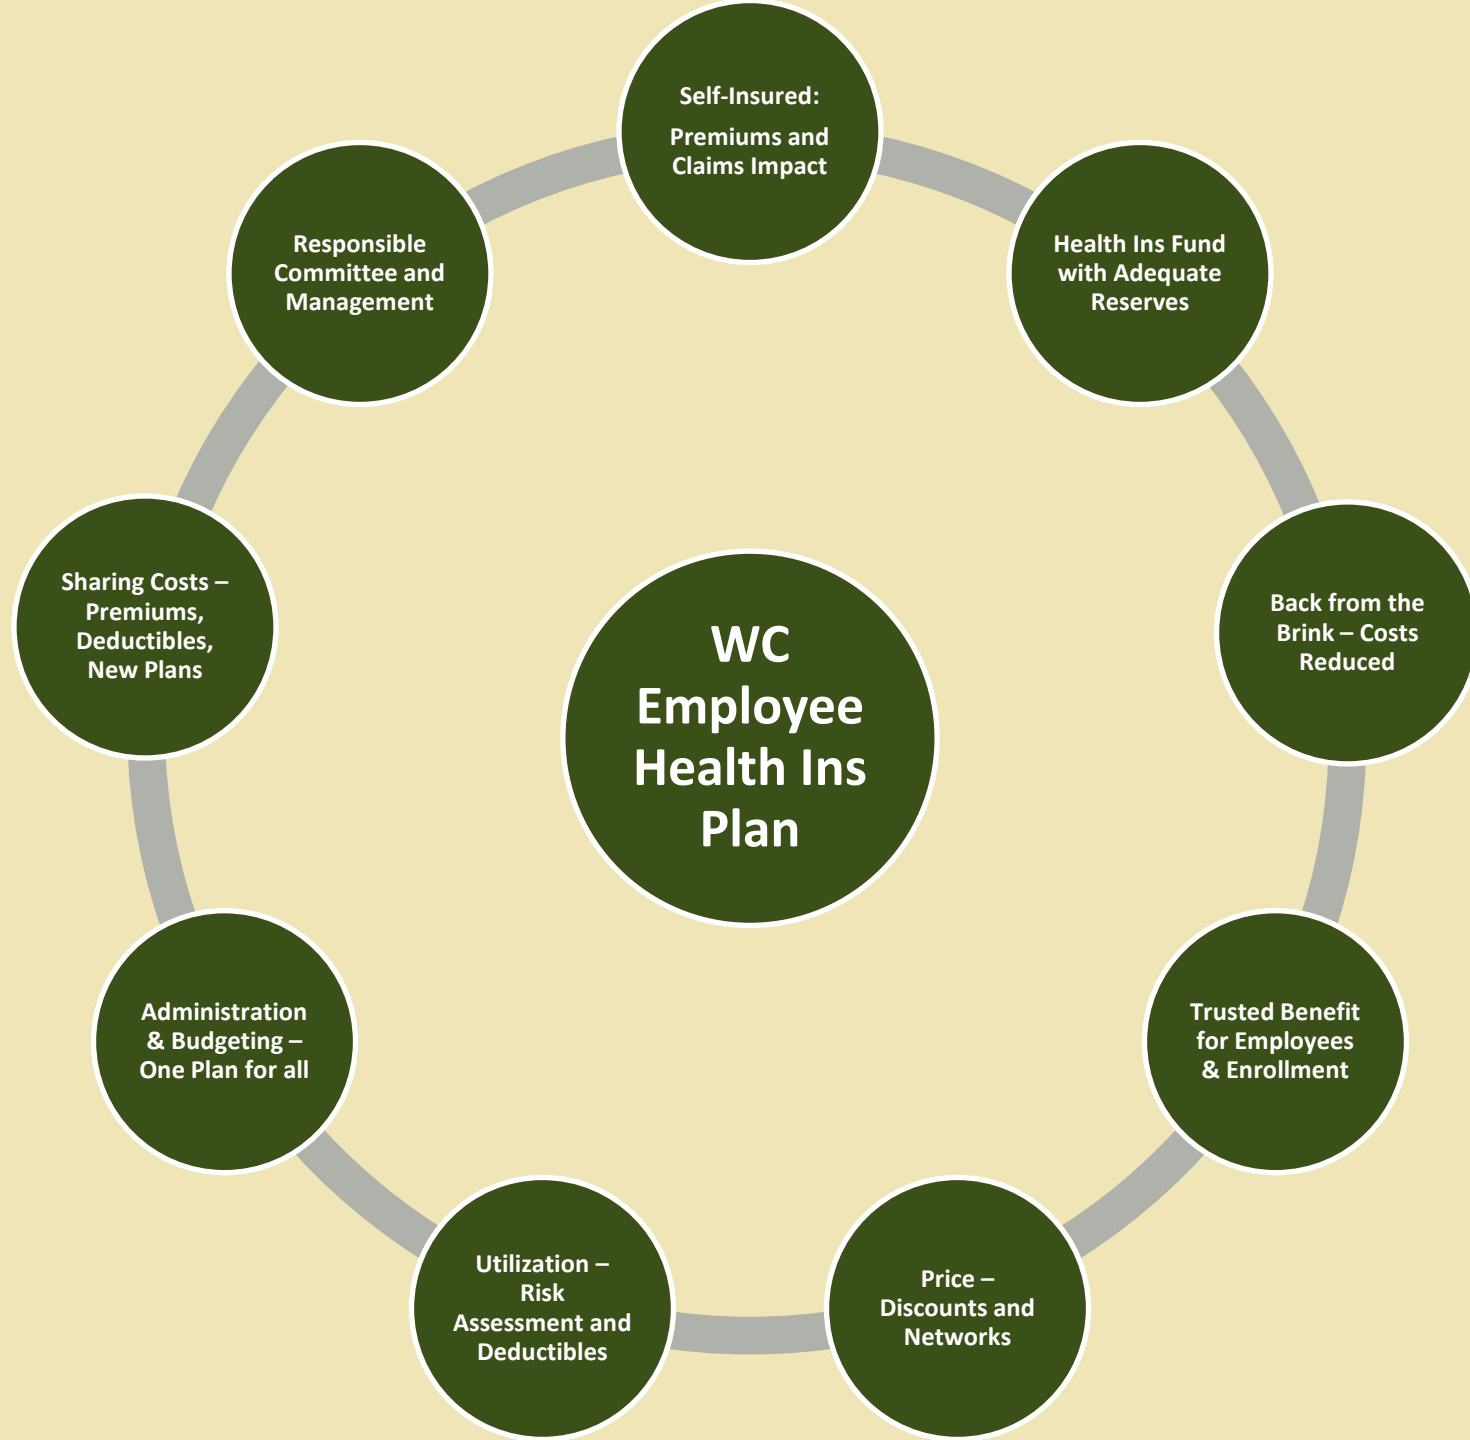 Self-Insured:
Premiums and
Claims Impact
Health Ins Fund
with Adequate
Reserves
Back from the
Brink – Costs
Reduced
Trusted Benefit
for Employees
& Enrollment
Price –
Discounts and
Networks
Utilization –
Risk
Assessment and
Deductibles
Administration
& Budgeting –
One Plan for all
Sharing Costs –
Premiums,
Deductibles,
New Plans
Responsible
Committee and
Management
WC
Employee
Health Ins
Plan